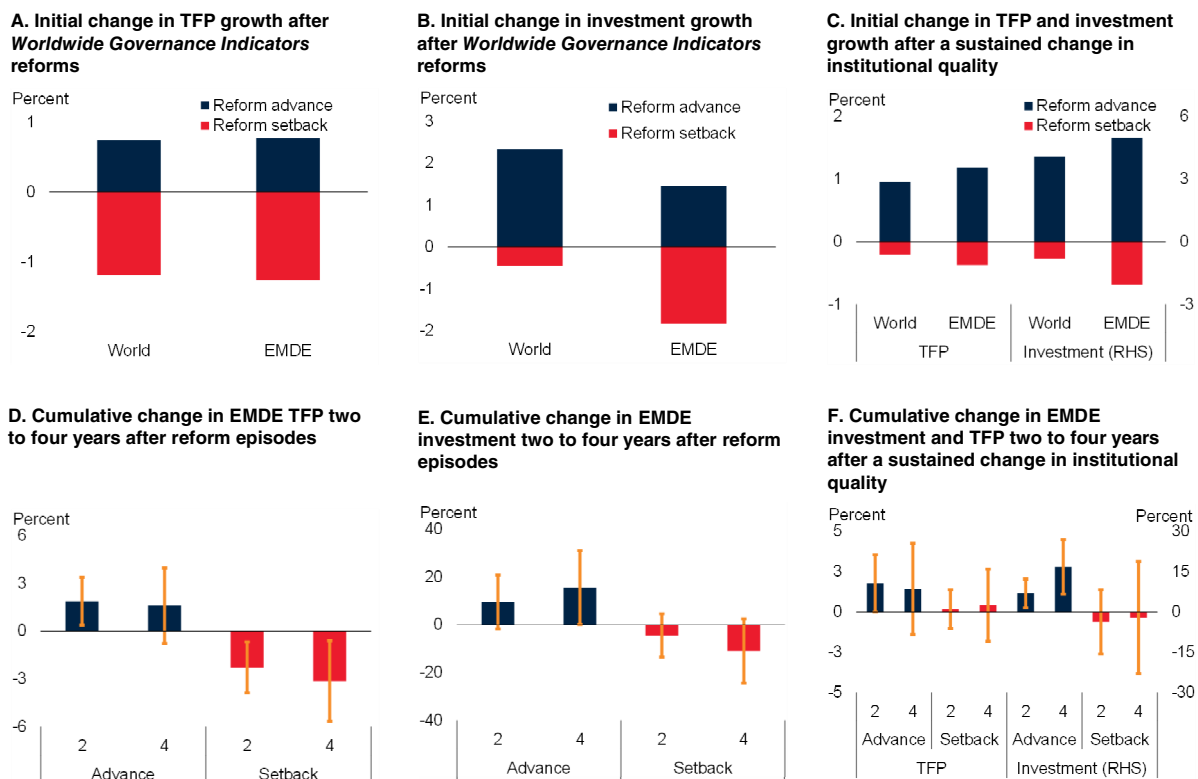 A. Initial change in TFP growth after
Worldwide Governance Indicators
reforms
Percent
Reform advance
Reform setback
1
0
-1
-2
World
EMDE
B. Initial change in investment growth
after Worldwide Governance Indicators
reforms
Percent
Reform advance
Reform setback
3
2
1
0
-1
-2
World
EMDE
C. Initial change in TFP and investment
growth after a sustained change in
institutional quality
Percent
Reform advance
Reform setback
2
1
0
-1
6
3
0
-3
World
EMDE
World
EMDE
TFP
Investment (RHS)
D. Cumulative change in EMDE TFP two
to four years after reform episodes
Percent
6
3
0
-3
-6
2
4
2
4
Advance
Setback
E. Cumulative change in EMDE
investment two to four years after reform
episodes
Percent
40
20
0
-20
-40
2
4
2
4
Advance
Setback
F. Cumulative change in EMDE
investment and TFP two to four years
after a sustained change in institutional
quality
Percent
Percent
5
3
0
-3
-5
30
15
0
-15
-30
2
4
2
4
2
4
2
4
Advance
Setback
Advance
Setback
TFP
Investment (RHS)